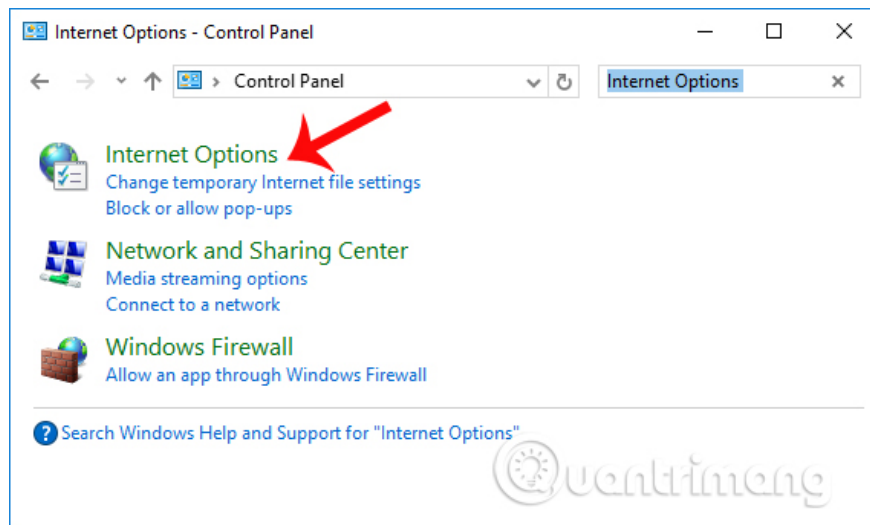 Internet Options - Control Panel
Control Panel
Internet Options
Internet Options
Change temporary Internet file settings
Block or allow pop-ups
Network and Sharing Center
Media streaming options
Connect to a network
Windows Firewall
Allow an app through Windows Firewall
Search Windows Help and Support for "Internet Options"
Quantrimang